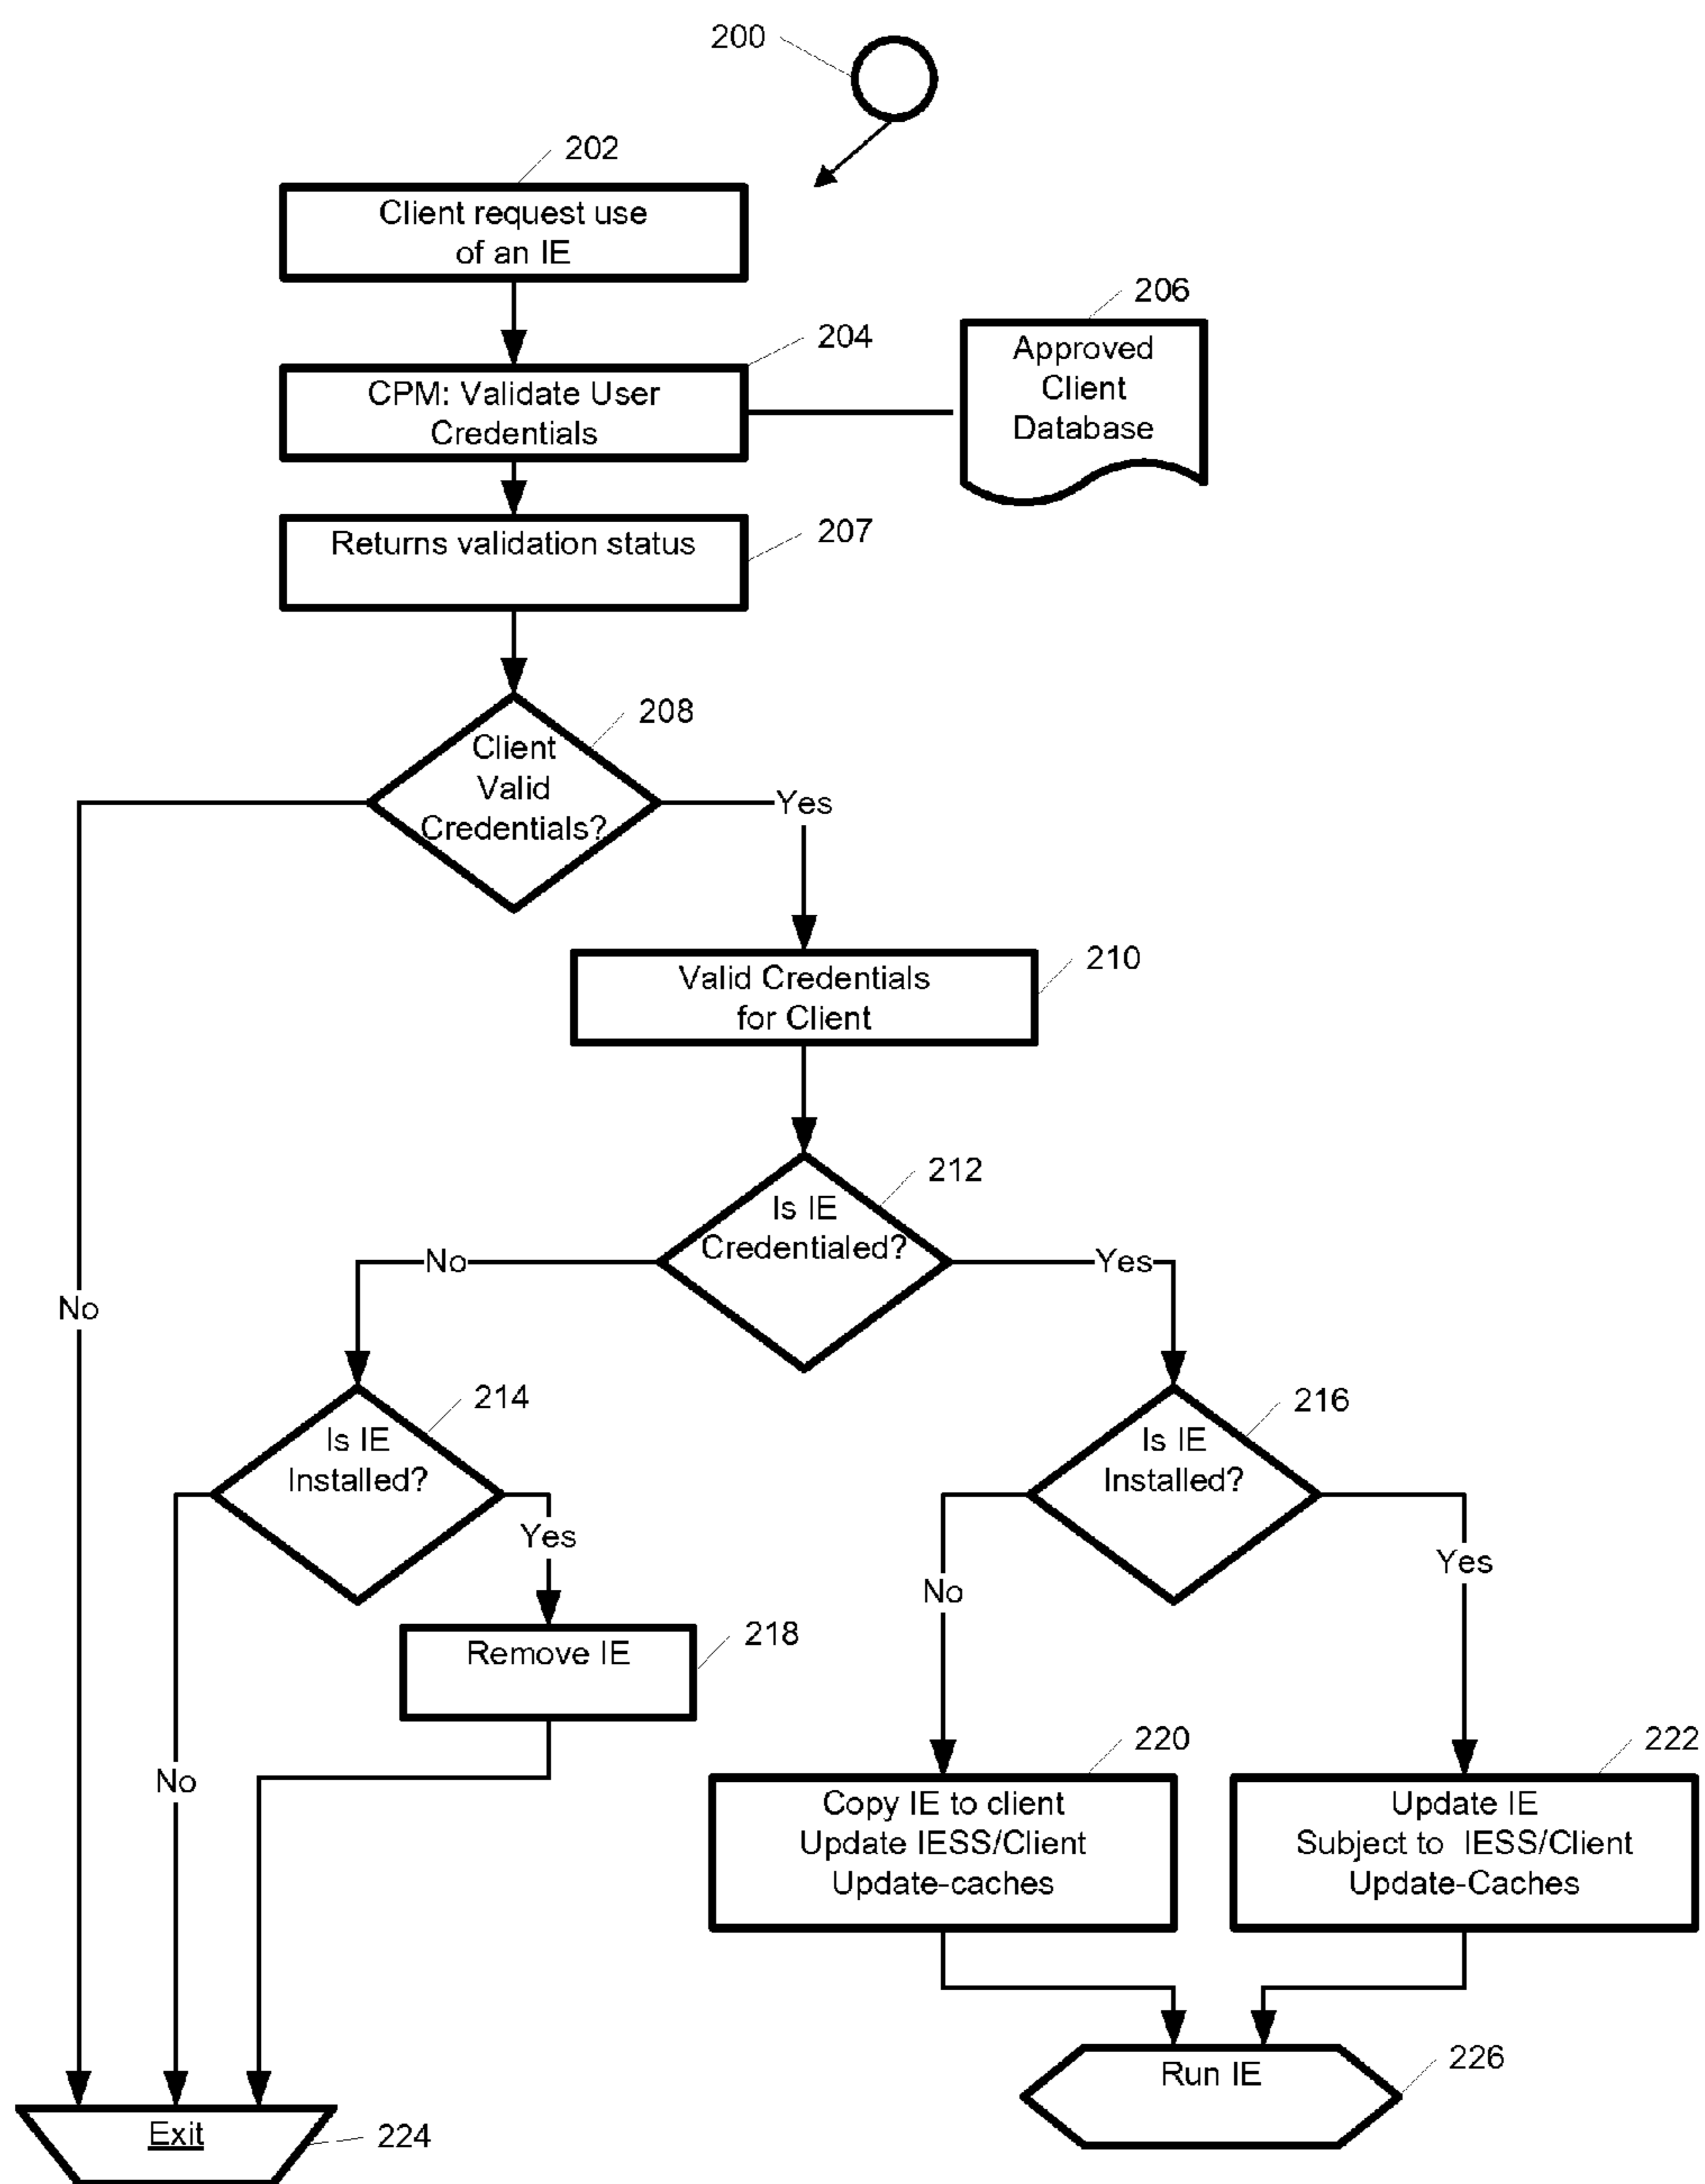 200
202
Client request use
of an IE
206
204
Approved
Client
Database
CPM: Validate User
Credentials
207
Returns validation status
208
Client
Valid
Credentials?
Yes
210
Valid Credentials
for Client
212
Is IE
Credentialed?
No
Yes
No
214
Is IE
Installed?
216
Is IE
Installed?
Yes
Yes
No
218
Remove IE
220
222
No
Copy IE to client
Update IESS/Client
Update-caches
Update IE
Subject to IESS/Client
Update-Caches
226
Run IE
Exit
224